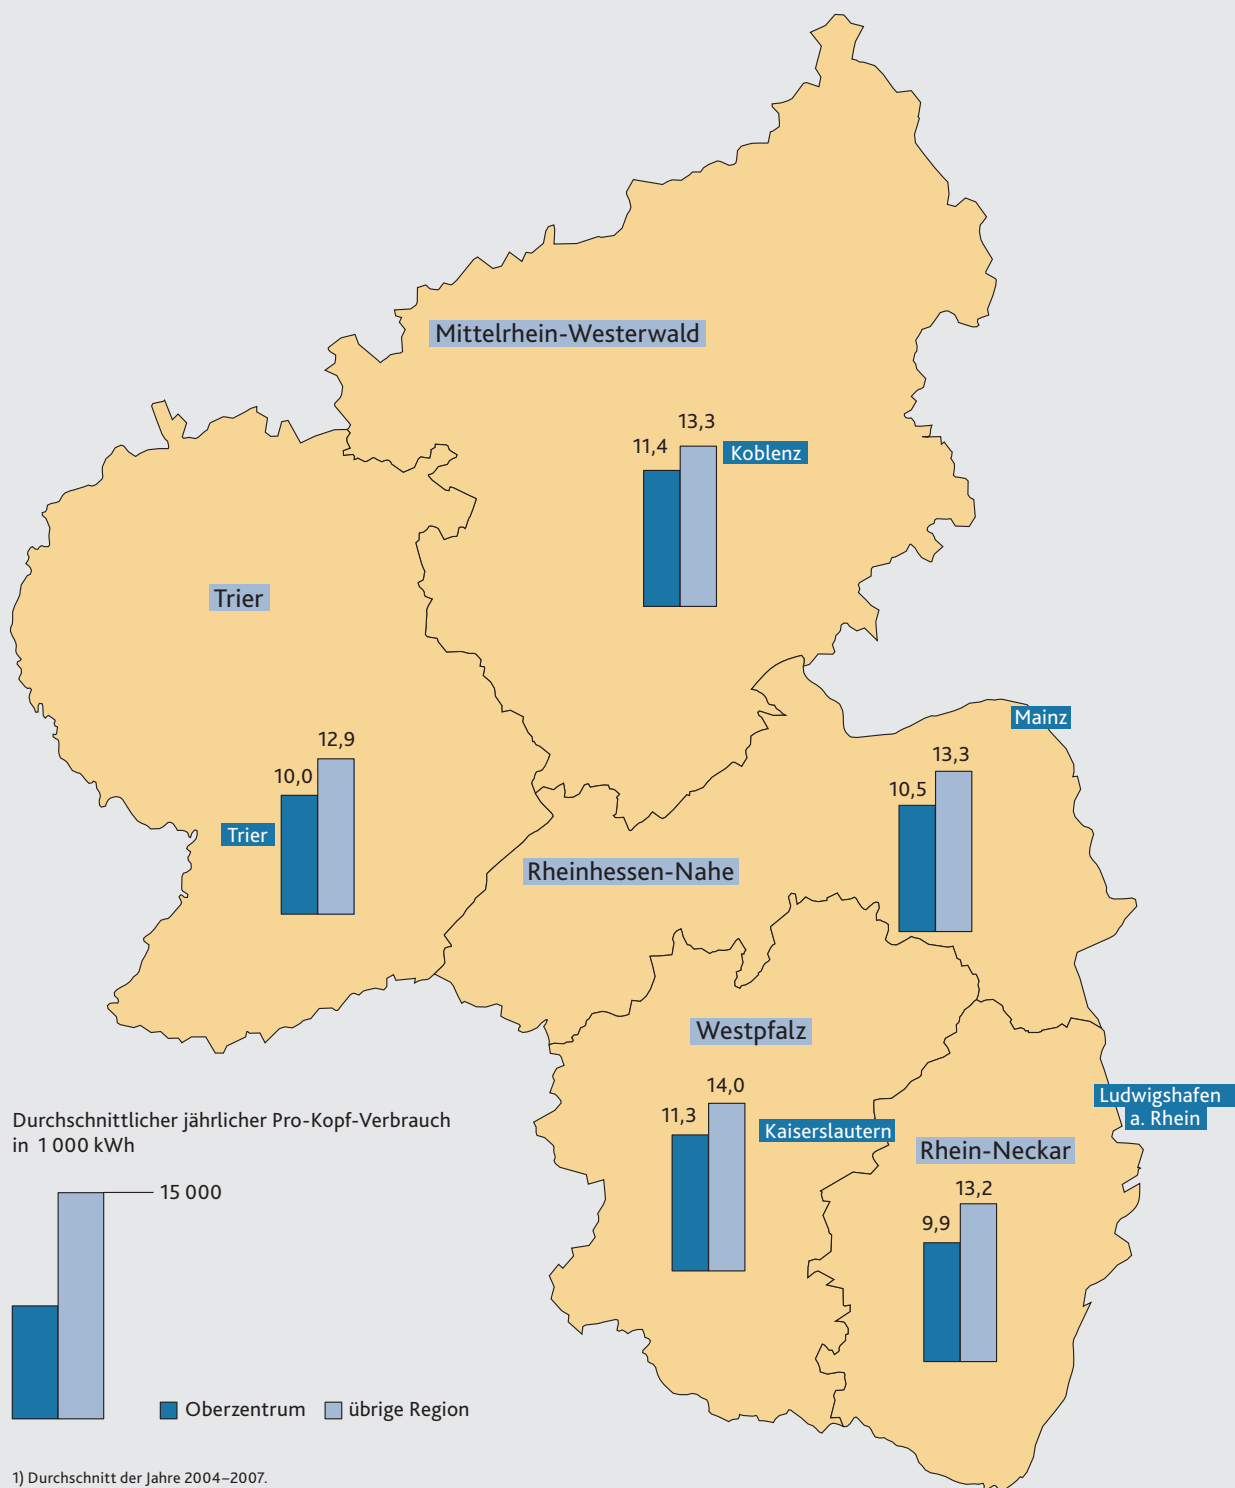 Mittelrhein-Westerwald
13,3
11,4
Koblenz
Trier
12,9
10,0
Trier
Mainz
13,3
10,5
Rheinhessen-Nahe
Westpfalz
14,0
11,3
Kaiserslautern
Ludwigshafen
a. Rhein
Rhein-Neckar
13,2
9,9
Durchschnittlicher jährlicher Pro-Kopf-Verbrauch
in 1 000 kWh
15 000
Oberzentrum übrige Region
1) Durchschnitt der Jahre 2004–2007.